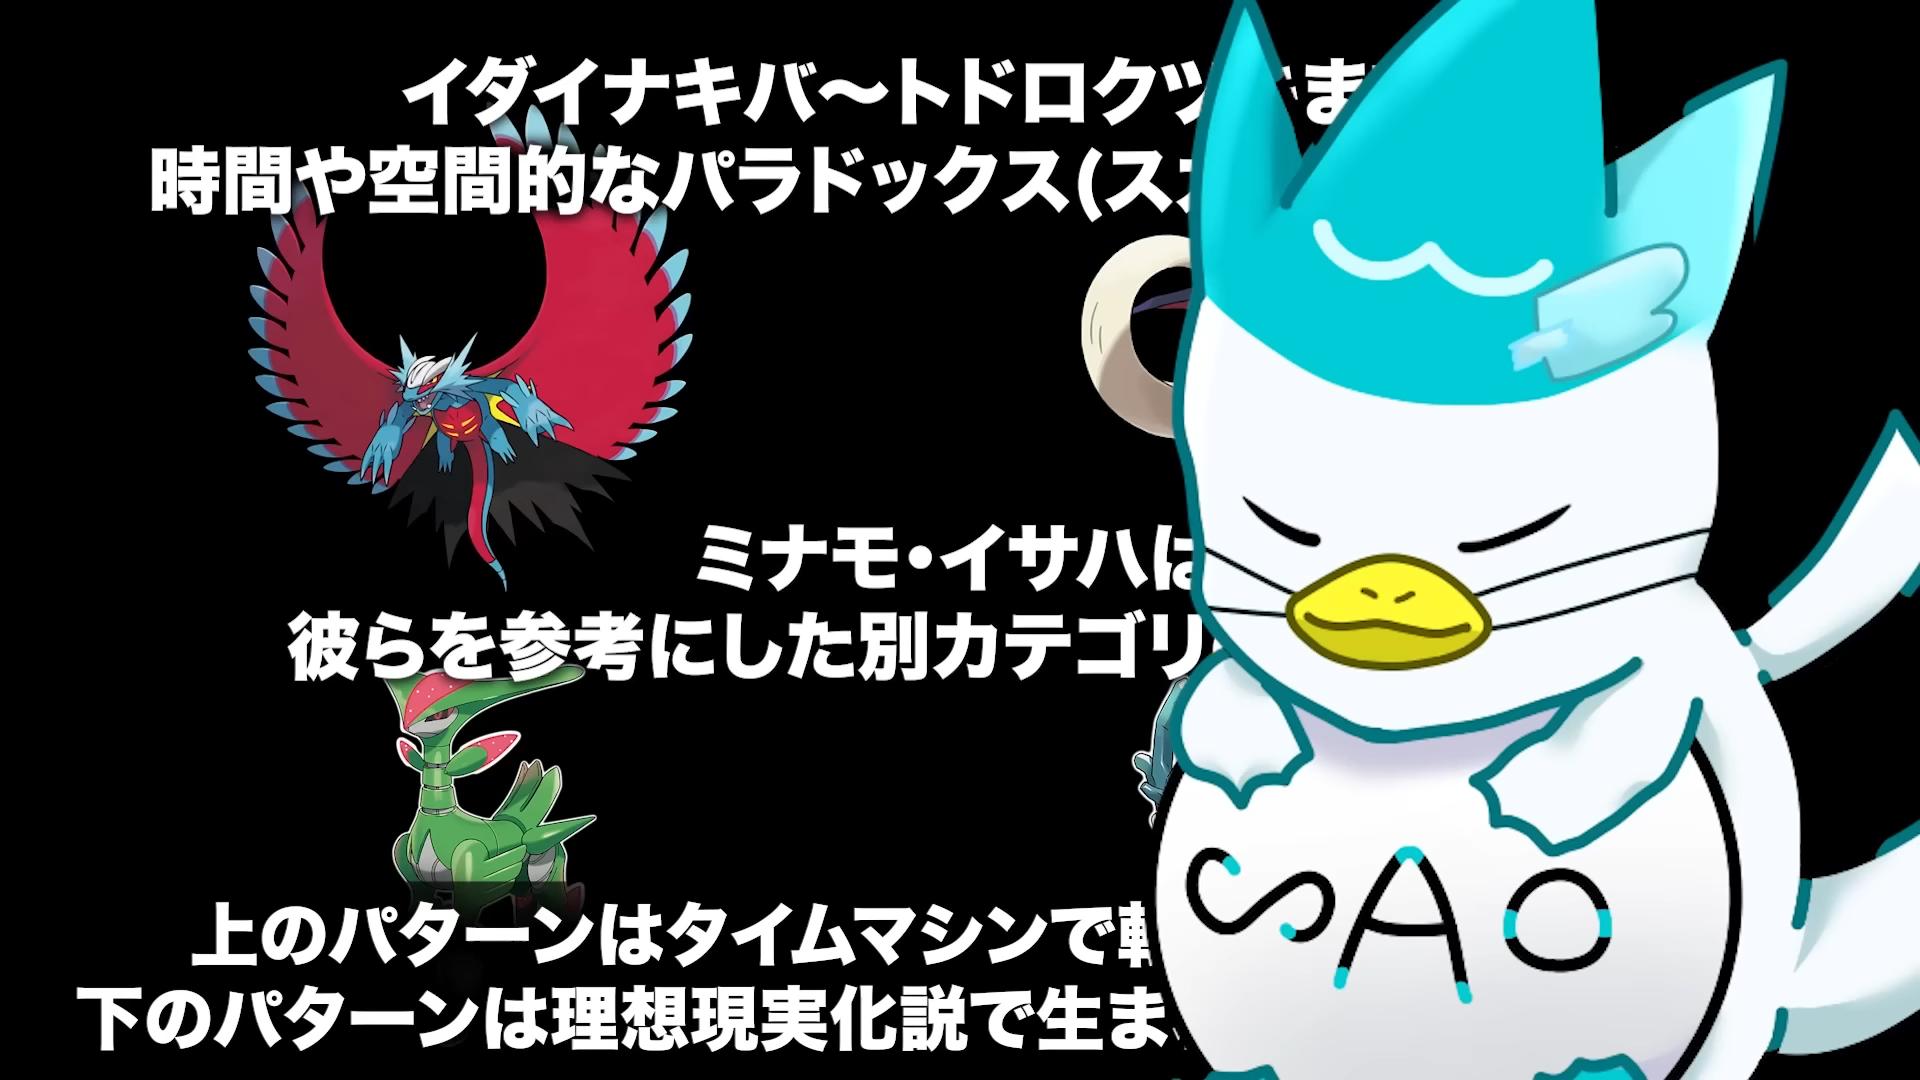 イダイナキバ～トドロクツキま
時間や空間的なパラドックス(ス
ミナモ・イサハは
彼らを参考にした別カテゴリ
上のパターンはタイムマシンで
下のパターンは理想現実化説で生ま
SAO